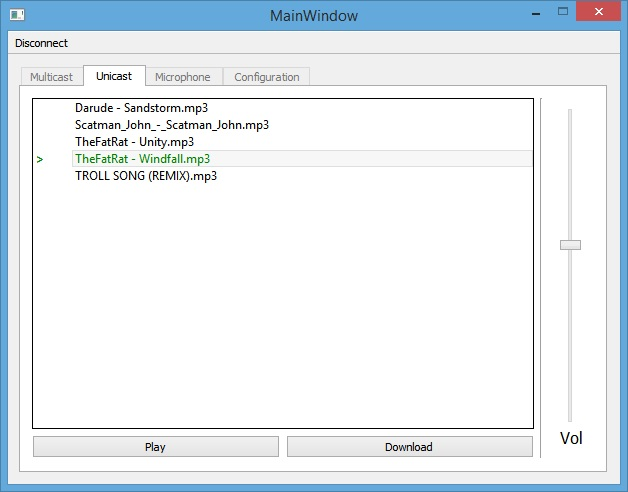 MainWindow
Disconnect
Multicast Unicast Microphone Configuration
Darude - Sandstorm.mp3
Scatman_John_-_Scatman_John.mp3
TheFatRat - Unity.mp3
> TheFatRat - Windfall.mp3
TROLL SONG (REMIX).mp3
Play Download
Vol